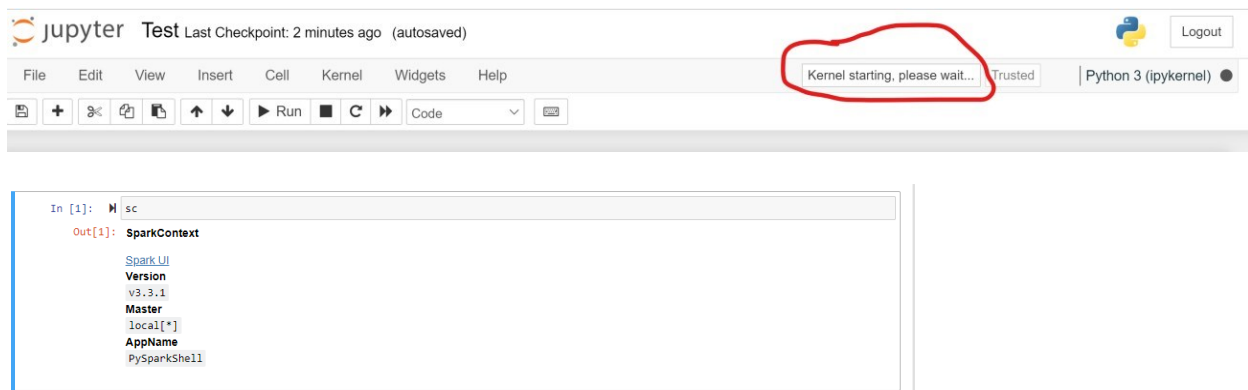 jupyter Test Last Checkpoint: 2 minutes ago (autosaved) Logout
File Edit View Insert Cell Kernel Widgets Help Kernel starting, please wait... Trusted Python 3 (ipykernel)
Run Code
In [1]: sc
Out[1]: SparkContext
Spark UI
Version
v3.3.1
Master
local[*]
AppName
PySparkShell